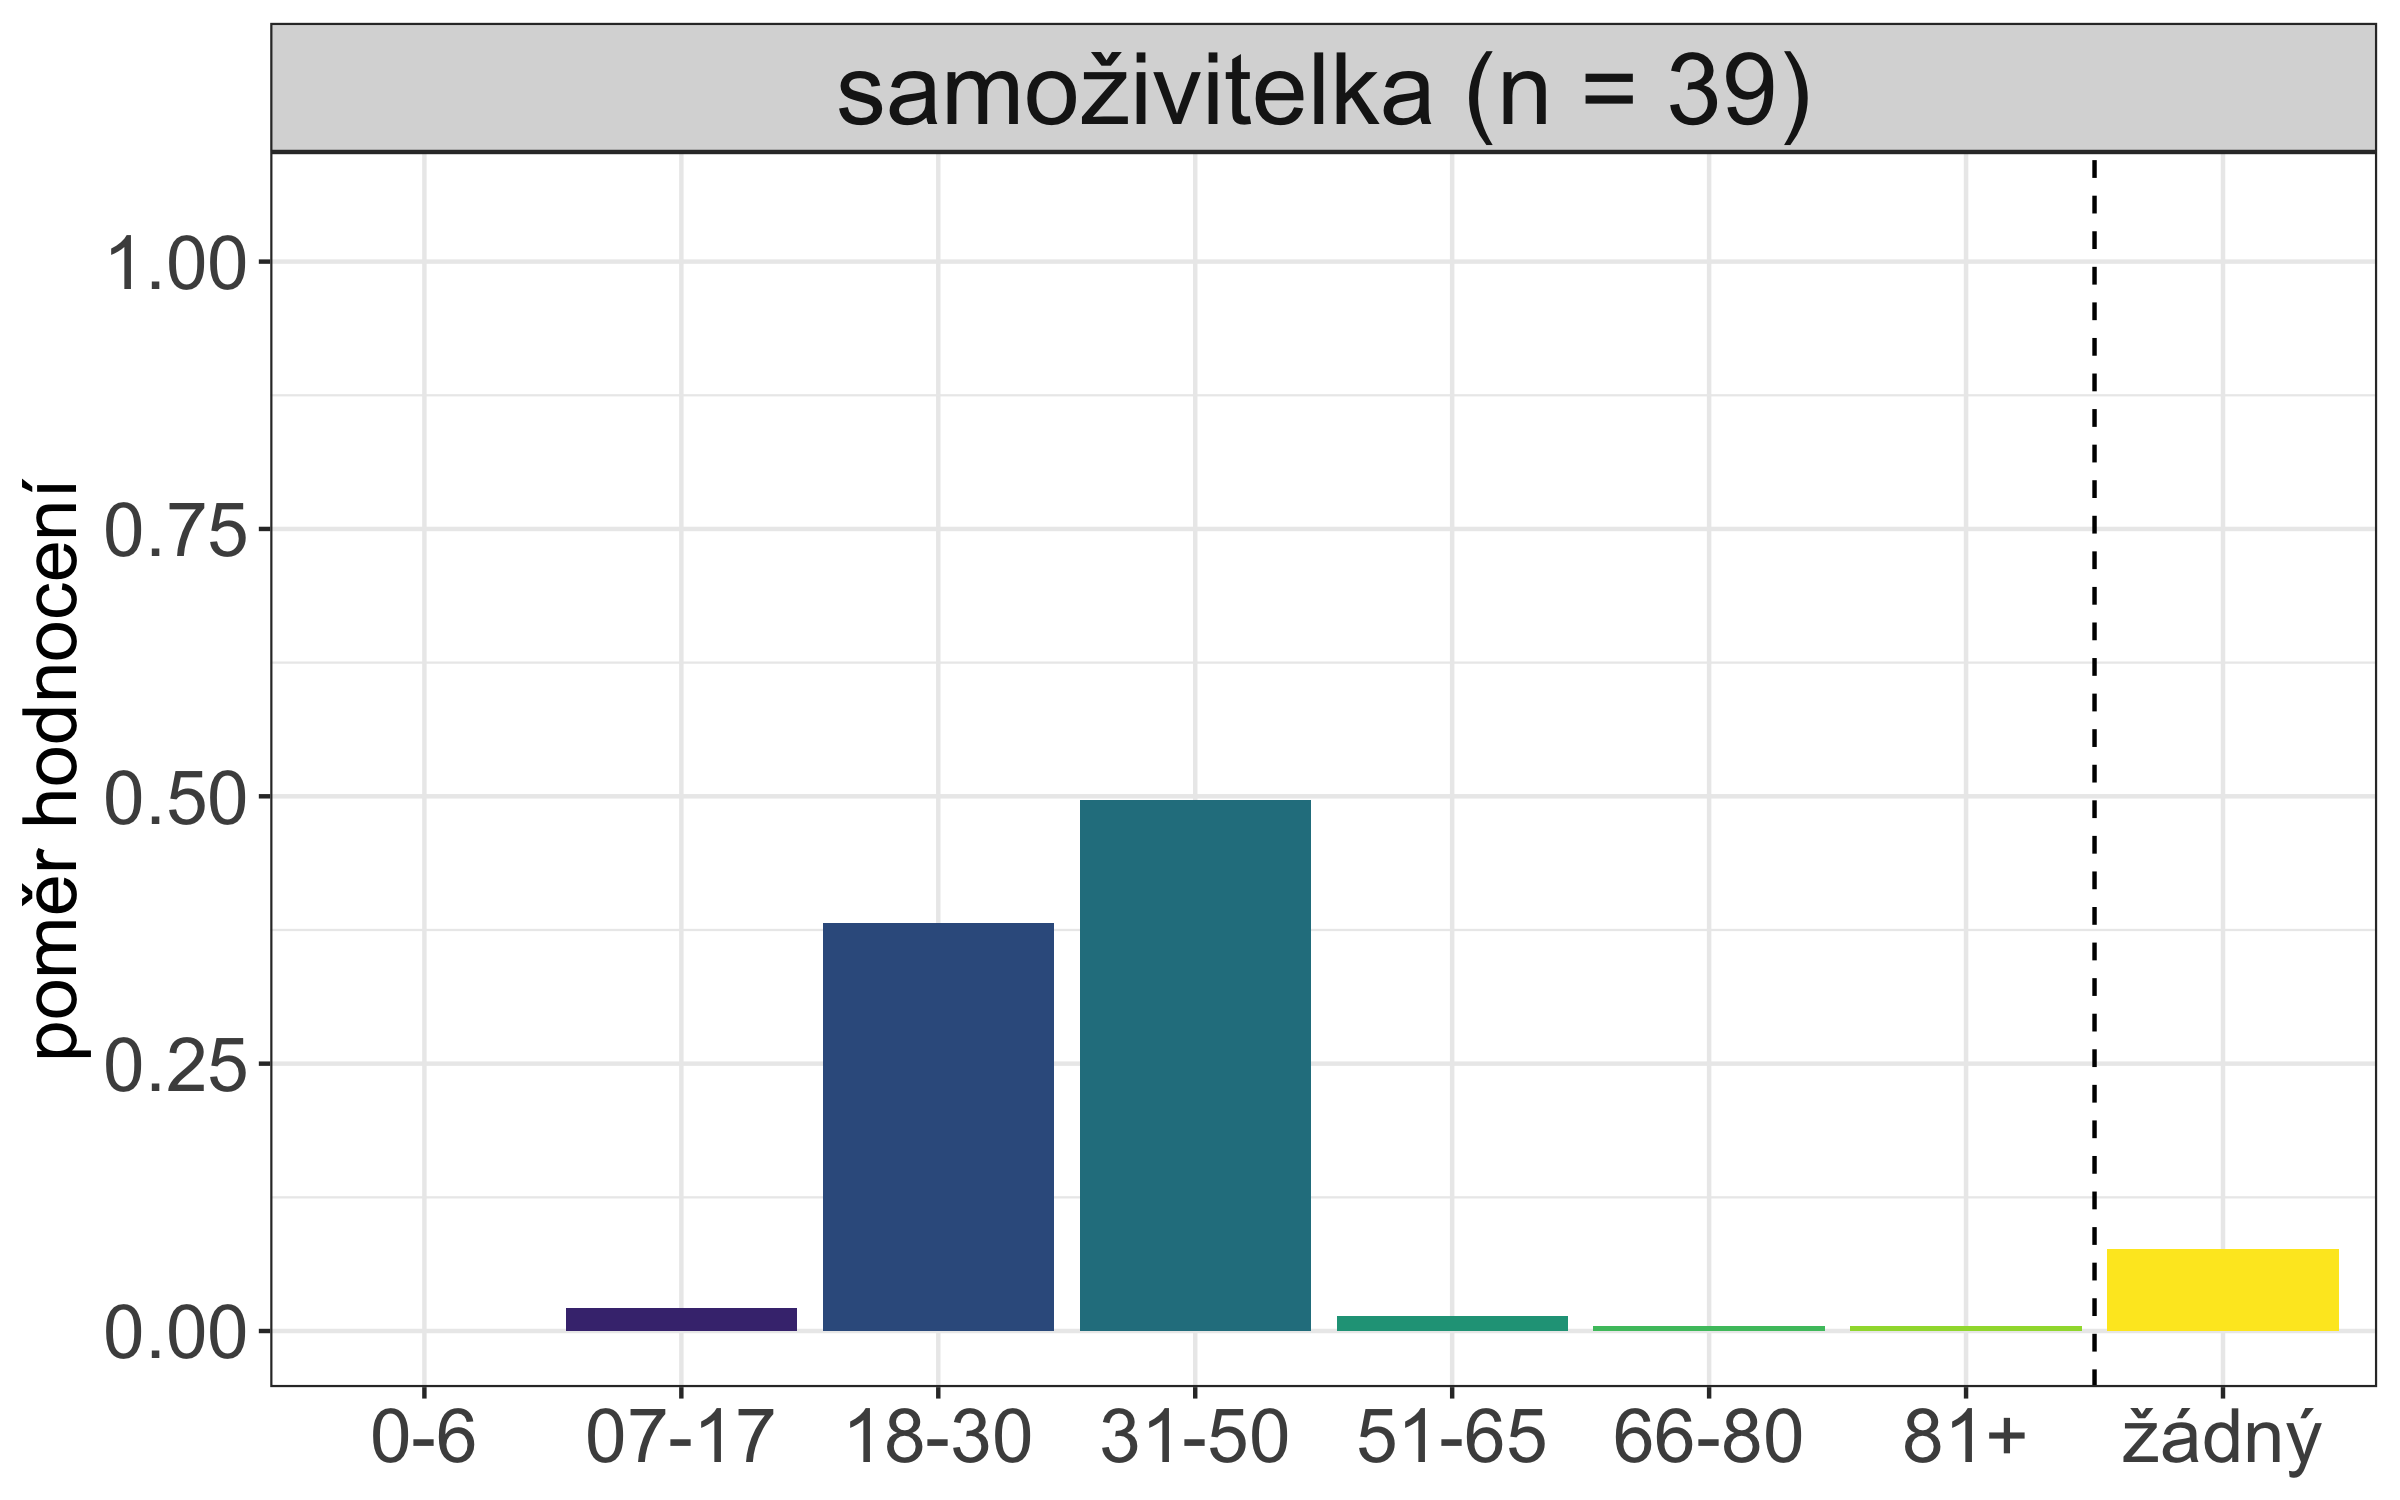 samoživitelka (n = 39)
poměr hodnocení
1.00
0.75
0.50
0.25
0.00
0-6 07-17 18-30 31-50 51-65 66-80 81+ žádný